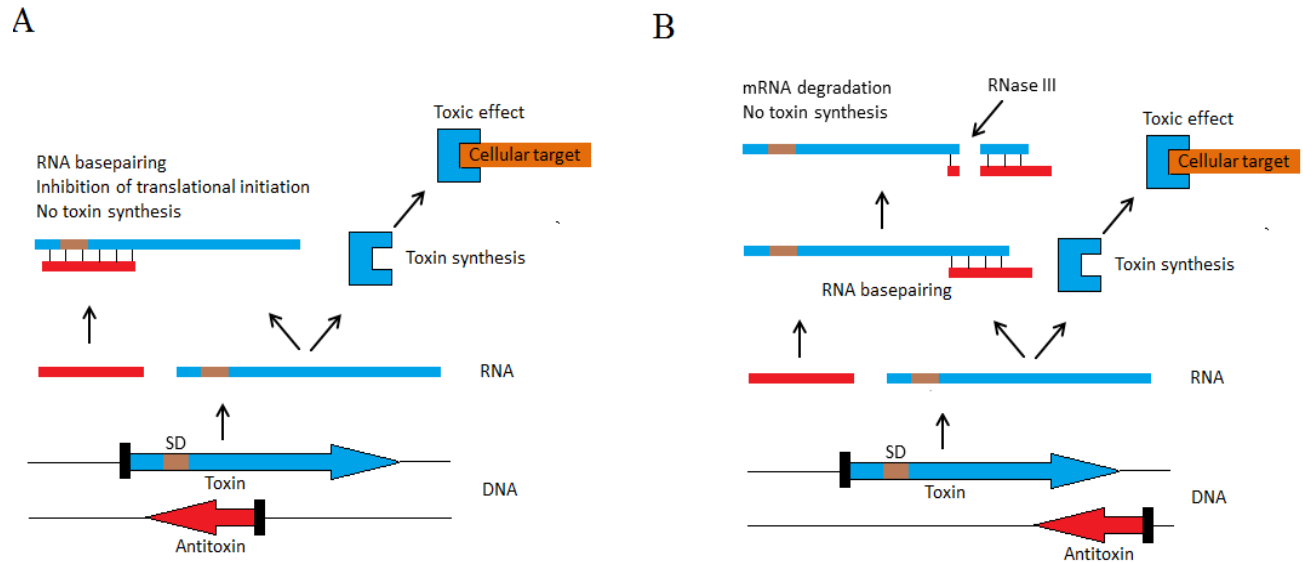 A
Toxic effect
Cellular target
RNA basepairing
Inhibition of translational initiation
No toxin synthesis
Toxin synthesis
RNA
SD
Toxin
DNA
Antitoxin
B
mRNA degradation
No toxin synthesis
RNase III
Toxic effect
Cellular target
Toxin synthesis
RNA basepairing
RNA
SD
Toxin
DNA
Antitoxin